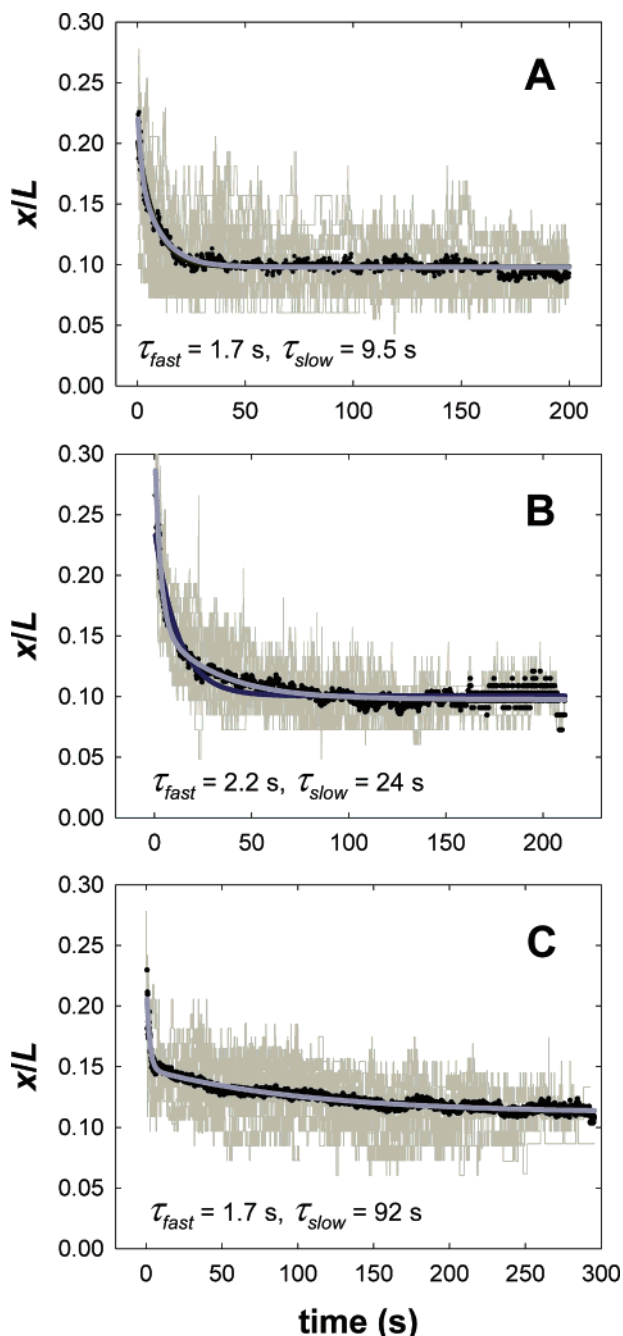 0.30
A
0.25
0.20
x/L
0.15
0.10
0.05
τfast = 1.7 s, τslow = 9.5 s
0.00
0 50 100 150 200
0.30
B
0.25
0.20
x/L
0.15
0.10
0.05
τfast = 2.2 s, τslow = 24 s
0.00
0 50 100 150 200
0.30
C
0.25
0.20
x/L
0.15
0.10
0.05
τfast = 1.7 s, τslow = 92 s
0.00
0 50 100 150 200 250 300
time (s)